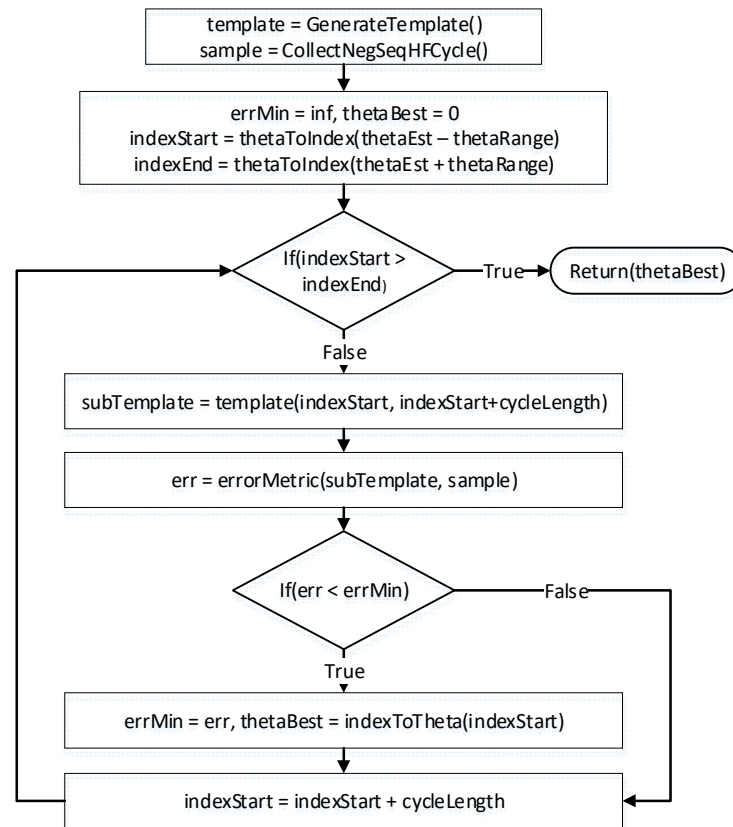 template = GenerateTemplate()
sample = CollectNegSeqHFCycle()
errMin = inf, thetaBest = 0
indexStart = thetaToIndex(thetaEst – thetaRange)
indexEnd = thetaToIndex(thetaEst + thetaRange)
If(indexStart >
indexEnd)
True
Return(thetaBest)
False
subTemplate = template(indexStart, indexStart+cycleLength)
err = errorMetric(subTemplate, sample)
If(err < errMin)
False
True
errMin = err, thetaBest = indexToTheta(indexStart)
indexStart = indexStart + cycleLength